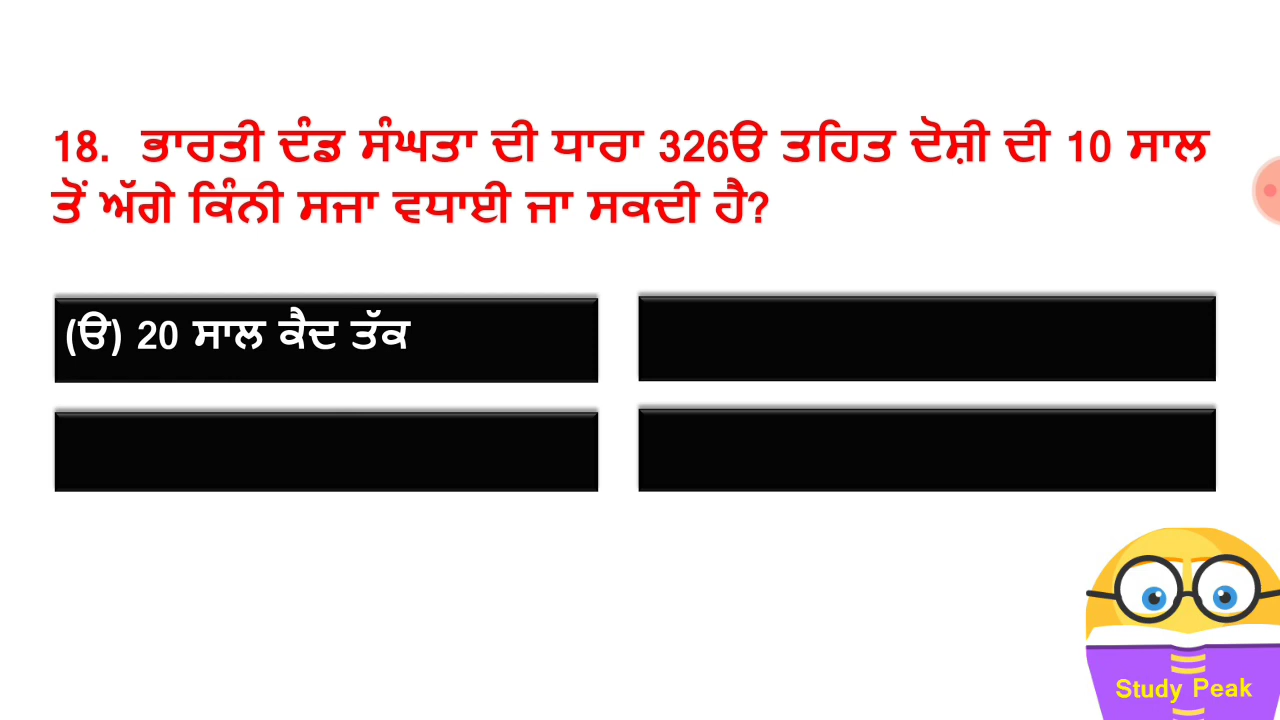 18. ਭਾਰਤੀ ਦੰਡ ਸੰਘਤਾ ਦੀ ਧਾਰਾ 326ੳ ਤਹਿਤ ਦੋਸ਼ੀ ਦੀ 10 ਸਾਲ
ਤੋਂ ਅੱਗੇ ਕਿੰਨੀ ਸਜਾ ਵਧਾਈ ਜਾ ਸਕਦੀ ਹੈ?
(ੳ) 20 ਸਾਲ ਕੈਦ ਤੱਕ
Study Peak